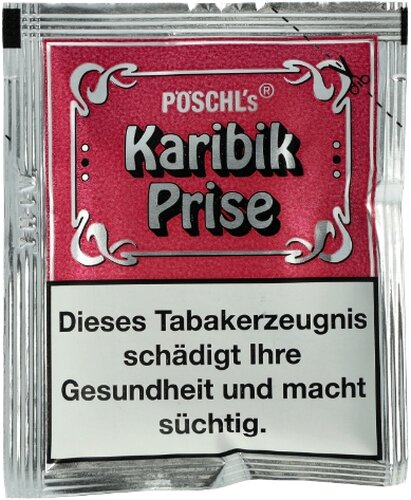 PÖSCHL's®
Karibik
Prise
Dieses Tabakerzeugnis
schädigt Ihre
Gesundheit und macht
süchtig.